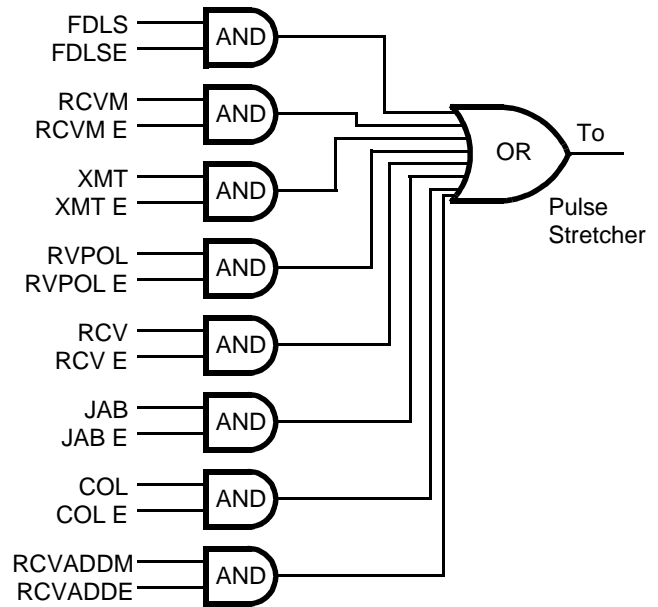 FDLS
FDLSE
AND
RCVM
RCVM E
AND
XMT
XMT E
AND
RVPOL
RVPOL E
AND
RCV
RCV E
AND
JAB
JAB E
AND
COL
COL E
AND
RCVADDM
RCVADDE
AND
OR
To
Pulse
Stretcher